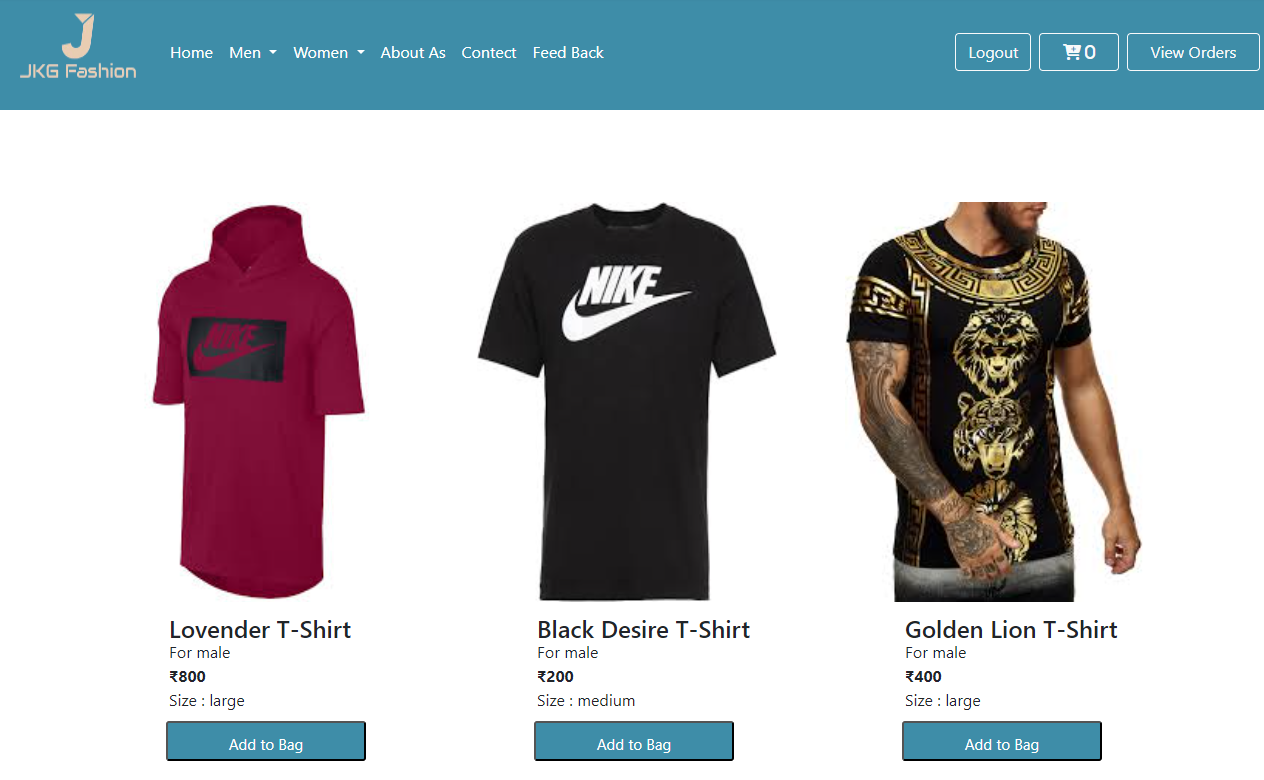 JKG Fashion
Home Men Women About As Contect Feed Back
Logout 0 View Orders
NIKE
NIKE
Lovender T-Shirt
For male
₹800
Size : large
Add to Bag
Black Desire T-Shirt
For male
₹200
Size : medium
Add to Bag
Golden Lion T-Shirt
For male
₹400
Size : large
Add to Bag